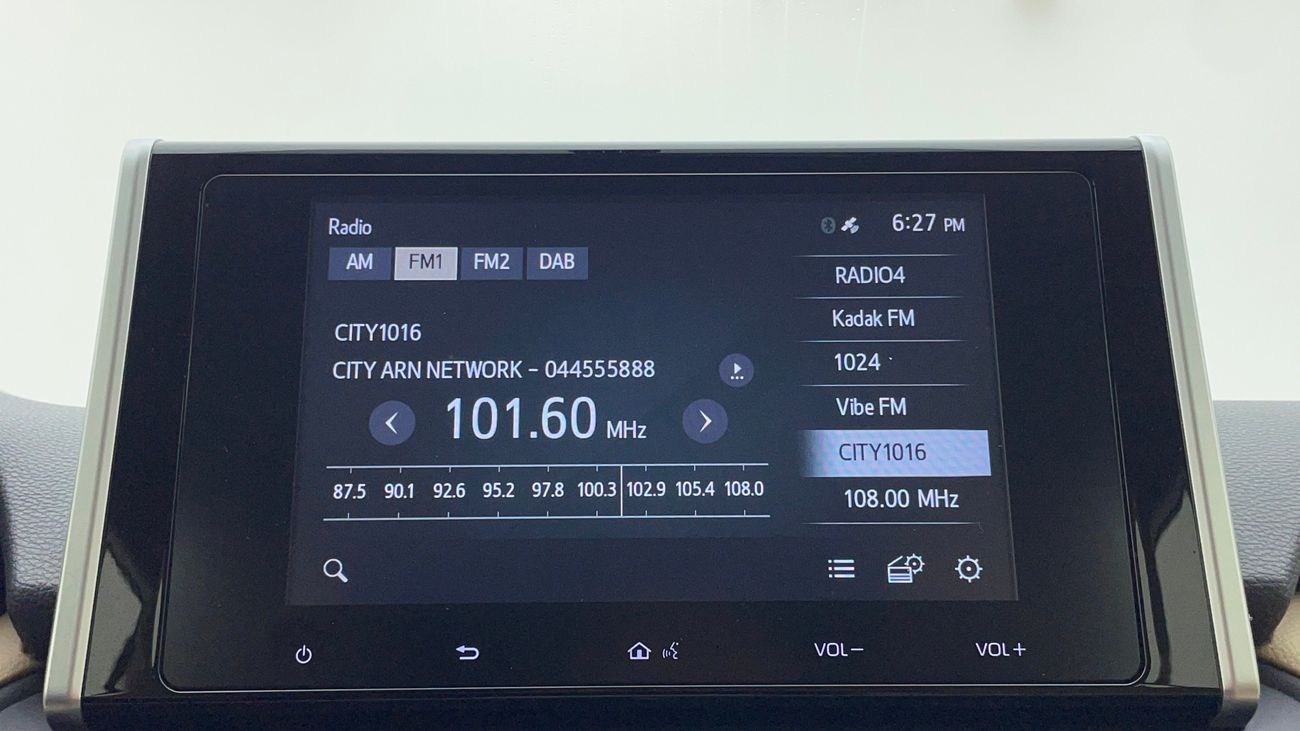 Radio
6:27 PM
AM FM1 FM2 DAB
CITY1016
CITY ARN NETWORK - 044555888
101.60 MHz
87.5 90.1 92.6 95.2 97.8 100.3 102.9 105.4 108.0
RADIO4
Kadak FM
1024
Vibe FM
CITY1016
108.00 MHz
VOL− VOL+